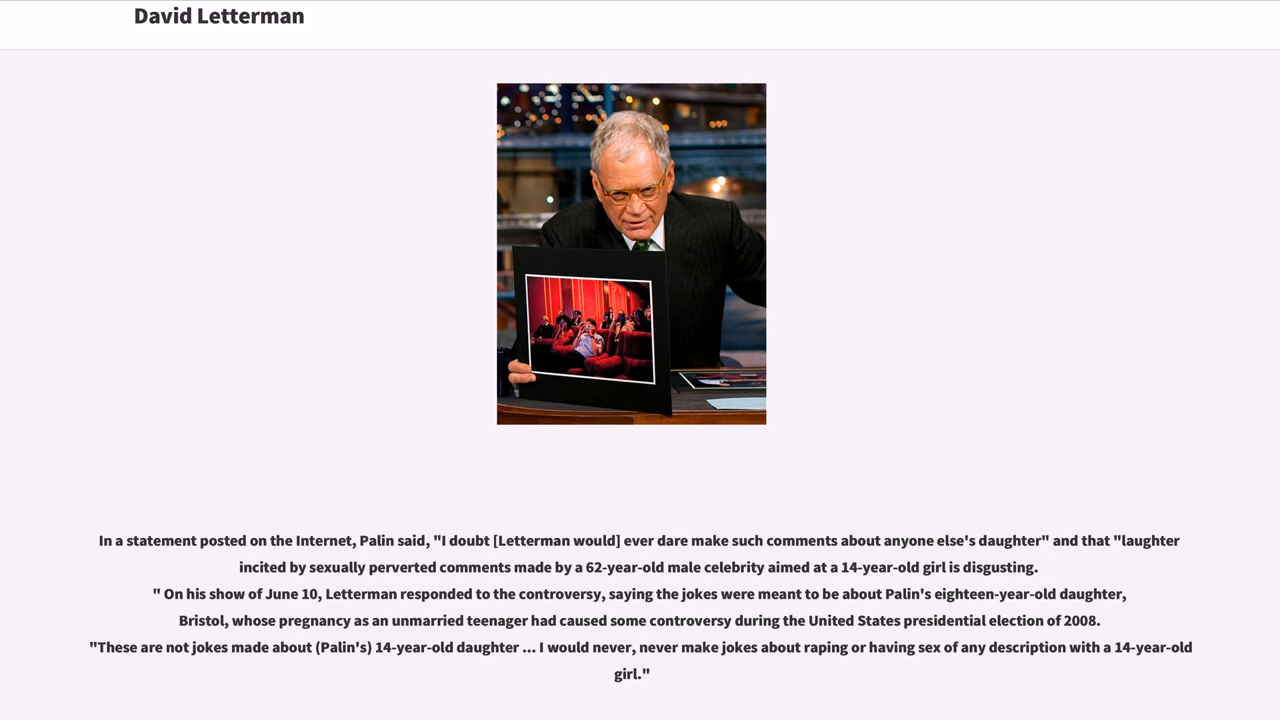 David Letterman
In a statement posted on the Internet, Palin said, "I doubt [Letterman would] ever dare make such comments about anyone else's daughter" and that "laughter
incited by sexually perverted comments made by a 62-year-old male celebrity aimed at a 14-year-old girl is disgusting.
" On his show of June 10, Letterman responded to the controversy, saying the jokes were meant to be about Palin's eighteen-year-old daughter,
Bristol, whose pregnancy as an unmarried teenager had caused some controversy during the United States presidential election of 2008.
"These are not jokes made about (Palin's) 14-year-old daughter ... I would never, never make jokes about raping or having sex of any description with a 14-year-old
girl."